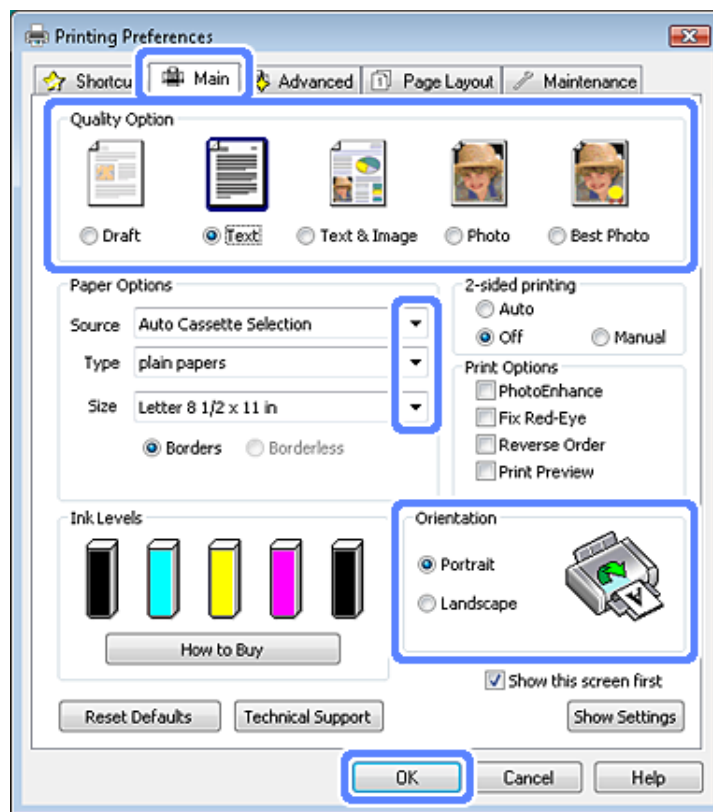 Printing Preferences
Shortcu Main Advanced 1 Page Layout Maintenance
Quality Option
Draft Text Text & Image Photo Best Photo
Paper Options
Source Auto Cassette Selection
Type plain papers
Size Letter 8 1/2 x 11 in
Borders Borderless
2-sided printing
Auto
Off Manual
Print Options
PhotoEnhance
Fix Red-Eye
Reverse Order
Print Preview
Ink Levels
How to Buy
Orientation
Portrait
Landscape
A
Show this screen first
Reset Defaults Technical Support Show Settings
OK Cancel Help